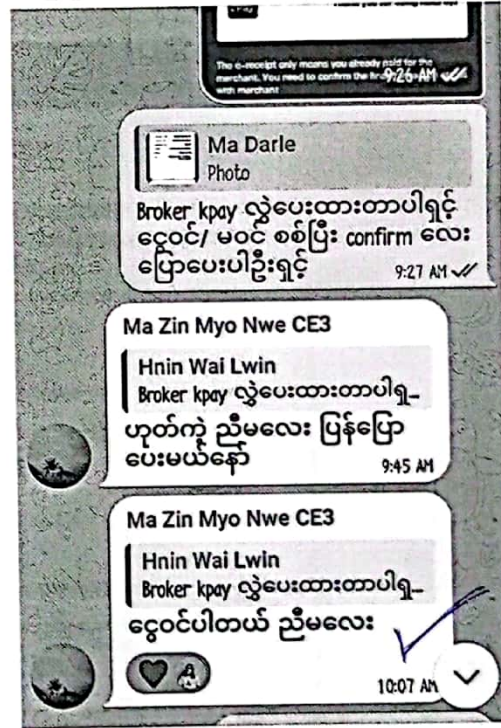 The e-receipt only means you already paid for the
merchant. You need to confirm the
9:26 AM
with merchant
Ma Darle
Photo
Broker kpay လွှဲပေးထားတာပါရှင့်
ငွေဝင်/ မဝင် စစ်ပြီး confirm လေး
ပြောပေးပါဦးရှင့်
9:27 AM
Ma Zin Myo Nwe CE3
Hnin Wai Lwin
Broker kpay လွှဲပေးထားတာပါရှ...
ဟုတ်ကဲ့ ညီမလေး ပြန်ပြော
ပေးမယ်နော်
9:45 AM
Ma Zin Myo Nwe CE3
Hnin Wai Lwin
Broker kpay လွှဲပေးထားတာပါရှ...
ငွေဝင်ပါတယ် ညီမလေး
10:07 AM